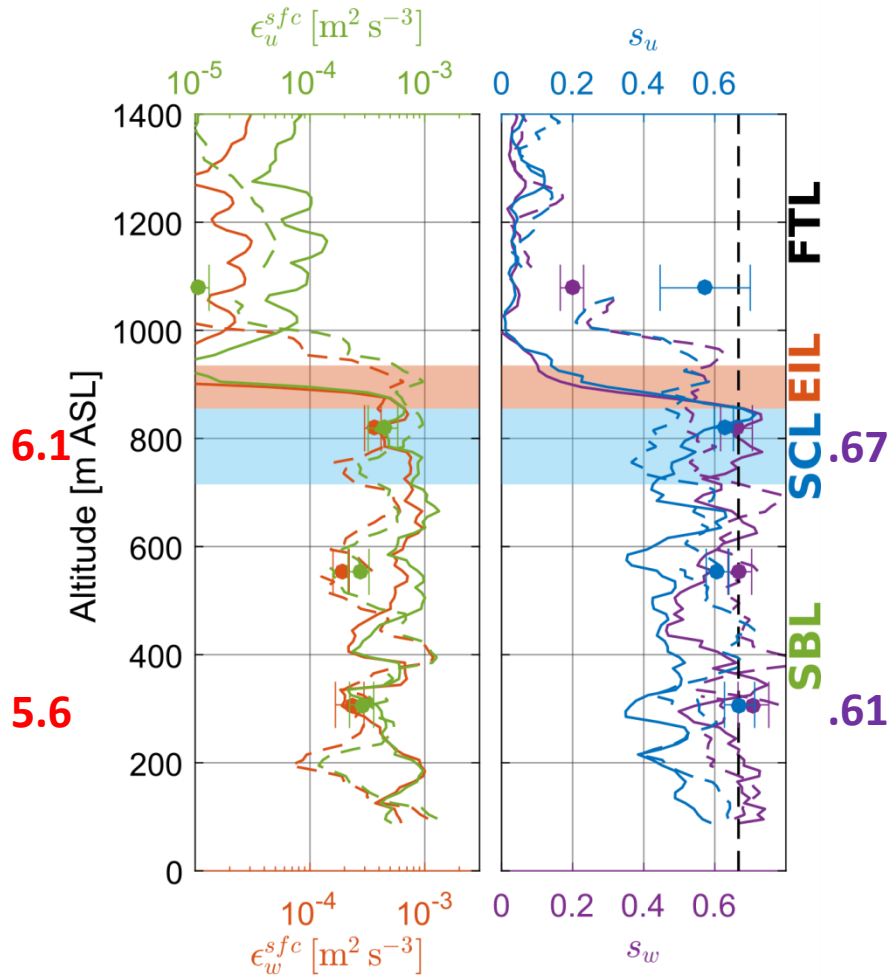 ϵ_u^{sfc} [m² s⁻³]
s_u
10⁻⁵ 10⁻⁴ 10⁻³
0 0.2 0.4 0.6
1400
1200
1000
800
600
400
200
0
Altitude [m ASL]
6.1
5.6
FTL
EIL
SCL
SBL
.67
.61
10⁻⁴ 10⁻³
0 0.2 0.4 0.6
ϵ_w^{sfc} [m² s⁻³]
s_w